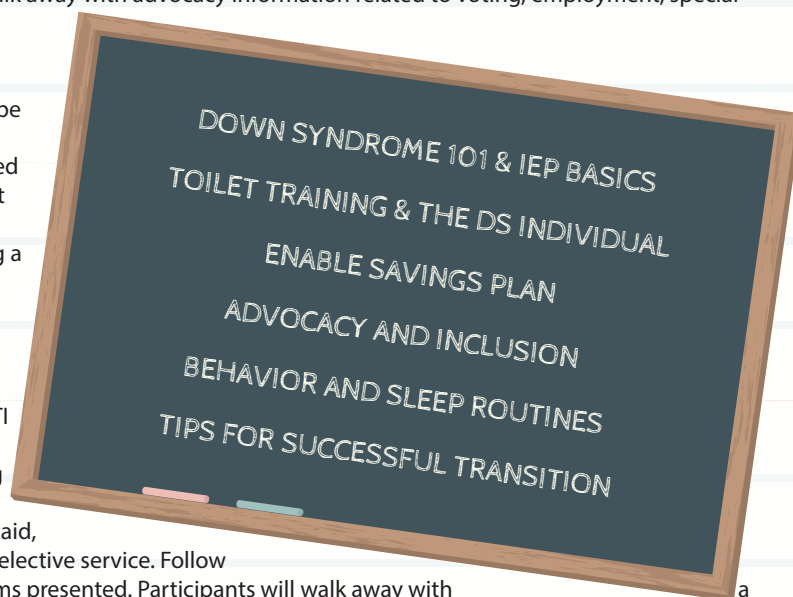 away with advocacy information related to voting, employment, special
be
DOWN SYNDROME 101 & IEP BASICS
ed
TOILET TRAINING & THE DS INDIVIDUAL
t
g a
ENABLE SAVINGS PLAN
ADVOCACY AND INCLUSION
BEHAVIOR AND SLEEP ROUTINES
TI
TIPS FOR SUCCESSFUL TRANSITION
caid,
elective service. Follow
ms presented. Participants will walk away with
a